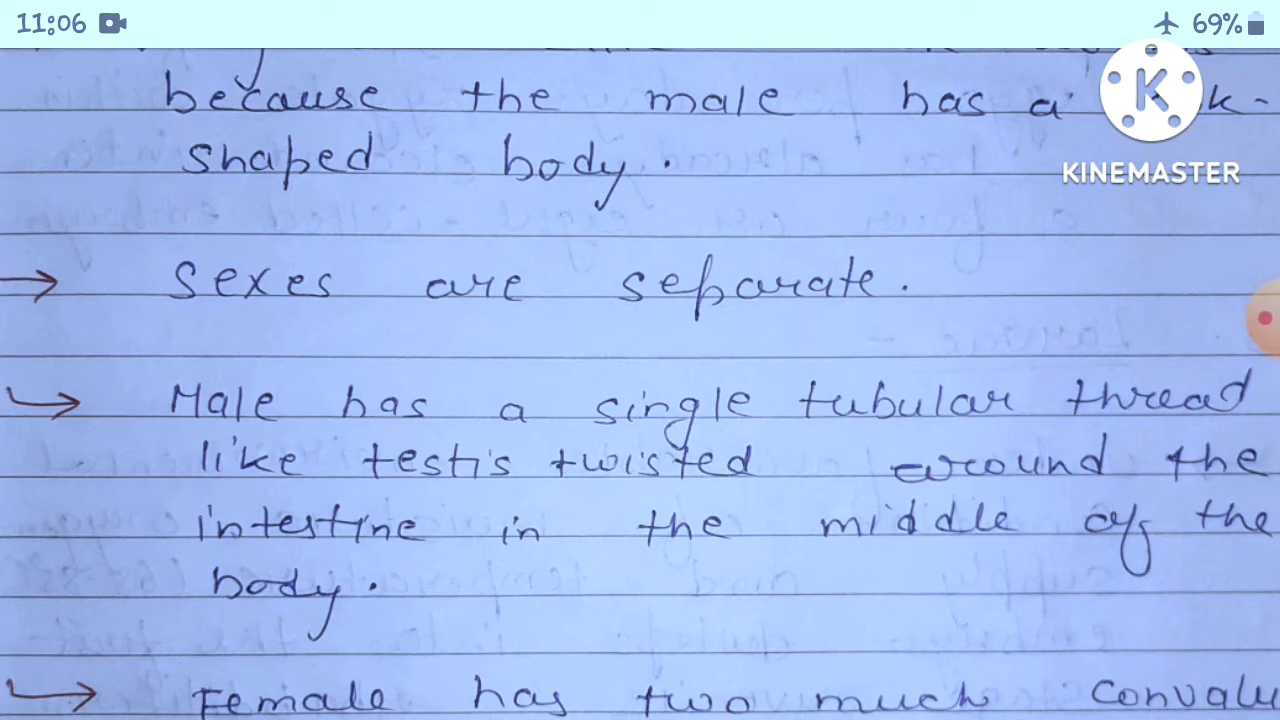 11:06 69%
because the male has a
KINEMASTER
shaped body.
→ Sexes are separate.
↳ Male has a single tubular thread
like testis twisted around the
intestine in the middle of the
body.
↳ Female has two much